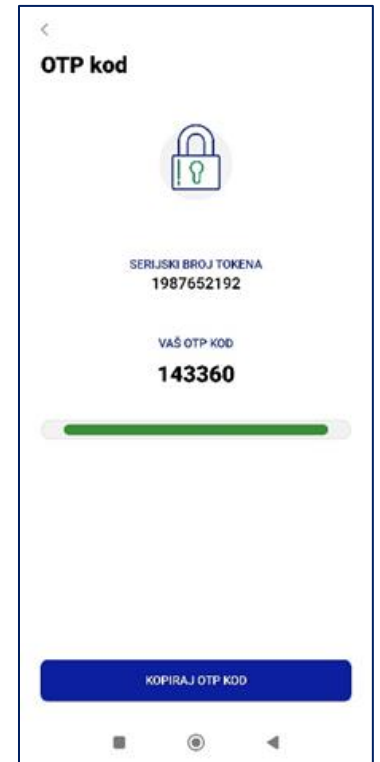 OTP kod
SERIJSKI BROJ TOKENA
1987652192
VAŠ OTP KOD
143360
KOPIRAJ OTP KOD